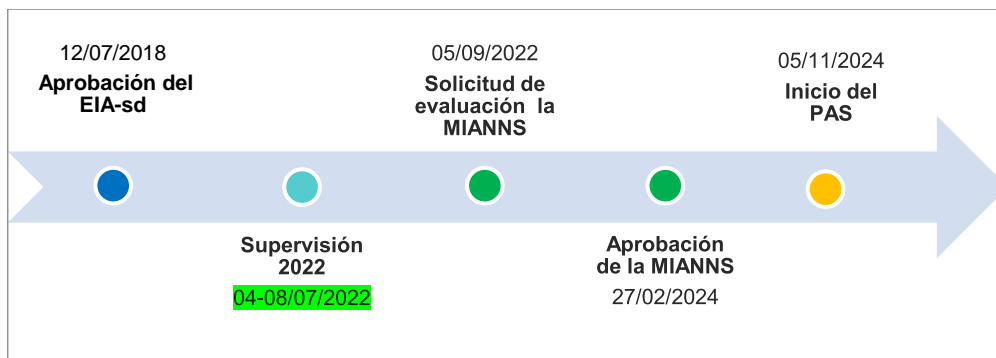 12/07/2018
Aprobación del
EIA-sd
Supervisión
2022
04-08/07/2022
05/09/2022
Solicitud de
evaluación la
MIANNS
Aprobación
de la MIANNS
27/02/2024
05/11/2024
Inicio del
PAS